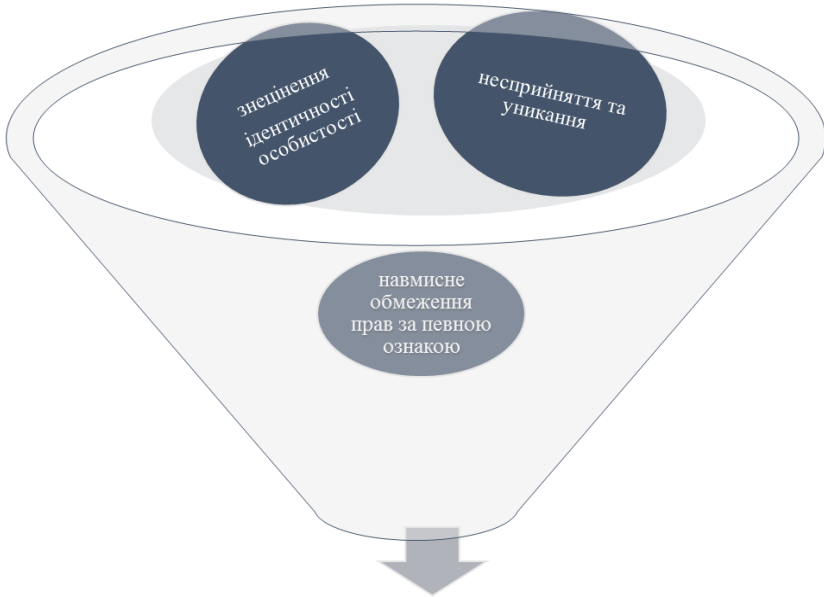 знецінення
ідентичності
особистості
несприйняття та
уникання
навмисне
обмеження
прав за певною
ознакою